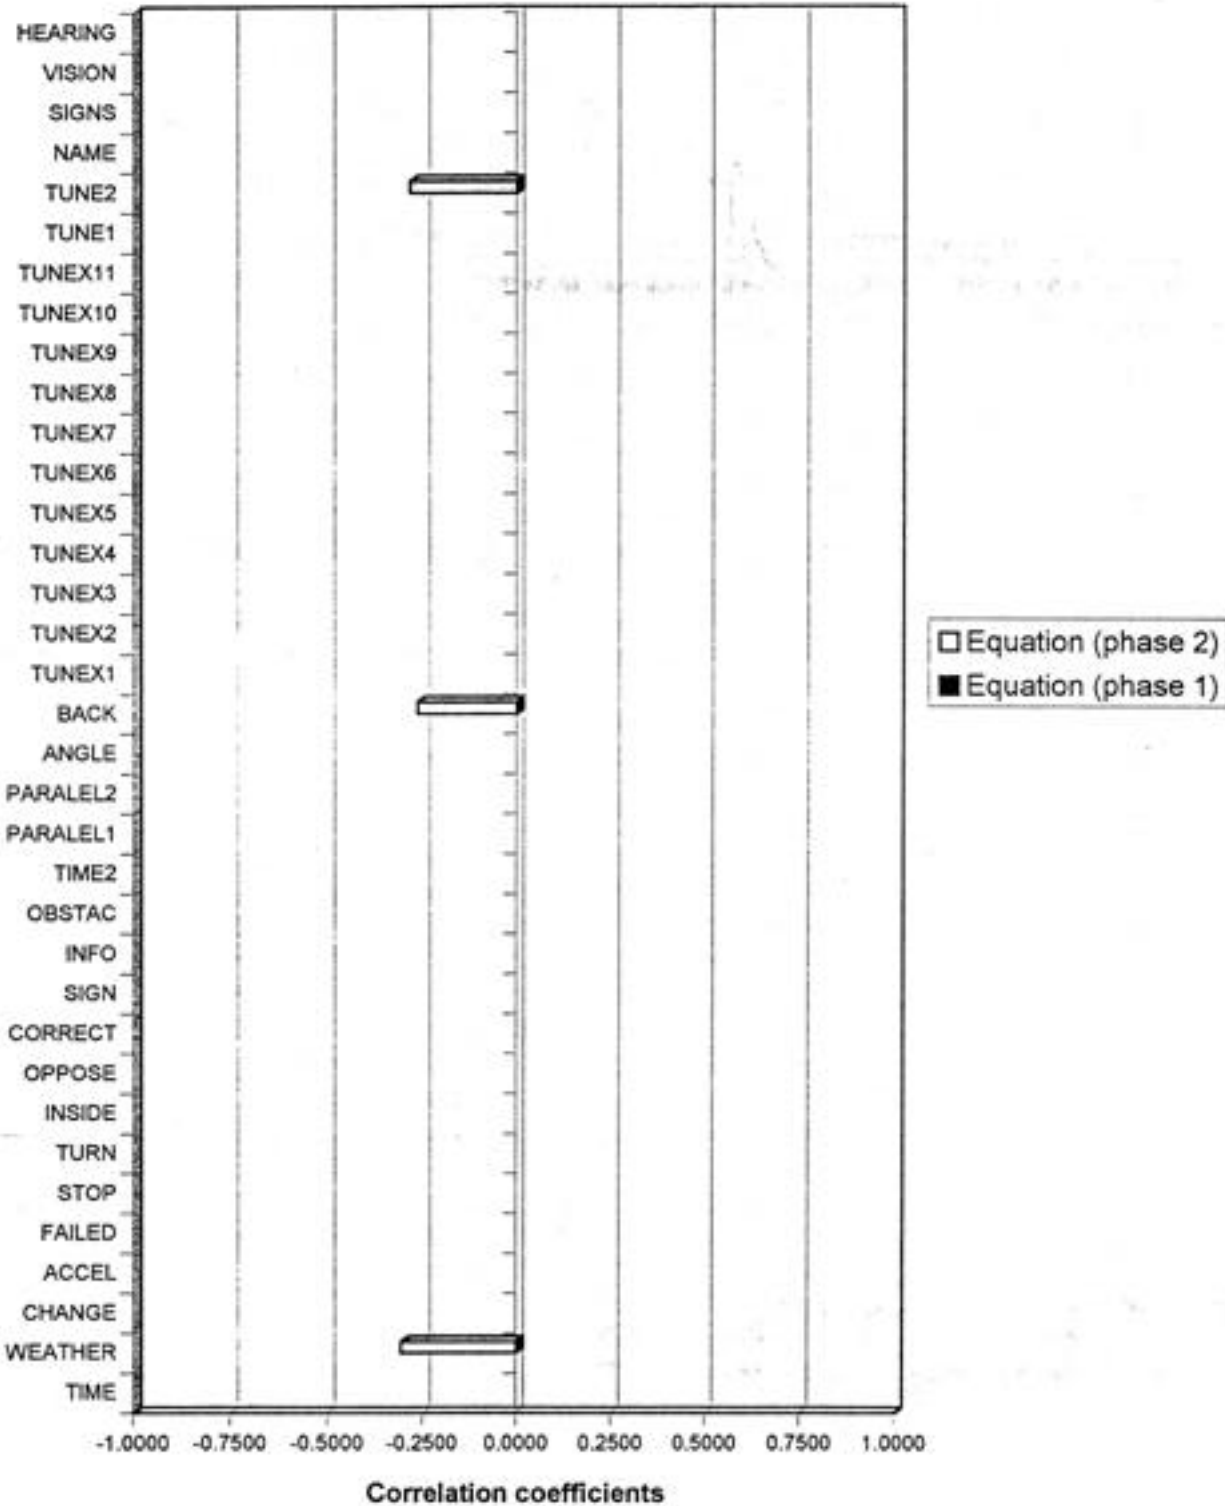 HEARING
VISION
SIGNS
NAME
TUNE2
TUNE1
TUNEX11
TUNEX10
TUNEX9
TUNEX8
TUNEX7
TUNEX6
TUNEX5
TUNEX4
TUNEX3
TUNEX2
TUNEX1
BACK
ANGLE
PARALEL2
PARALEL1
TIME2
OBSTAC
INFO
SIGN
CORRECT
OPPOSE
INSIDE
TURN
STOP
FAILED
ACCEL
CHANGE
WEATHER
TIME
-1.0000 -0.7500 -0.5000 -0.2500 0.0000 0.2500 0.5000 0.7500 1.0000
Correlation coefficients
Equation (phase 2)
Equation (phase 1)